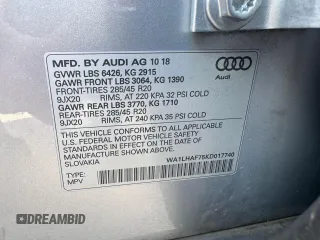 MFD. BY AUDI AG 10 18
GVWR LBS 6426, KG 2915
GAWR FRONT LBS 3064, KG 1390
FRONT-TIRES 285/45 R20
9JX20 RIMS, AT 220 KPA 32 PSI COLD
GAWR REAR LBS 3770, KG 1710
REAR-TIRES 285/45 R20
9JX20 RIMS, AT 240 KPA 35 PSI COLD
Audi
THIS VEHICLE CONFORMS TO ALL APPLICABLE
U.S. FEDERAL MOTOR VEHICLE SAFETY STANDARDS
IN EFFECT ON THE DATE OF MANUFACTURE SHOWN ABOVE.
SLOVAKIA
WA1LHAF75KD017740
TYPE:
MPV
DREAMBID